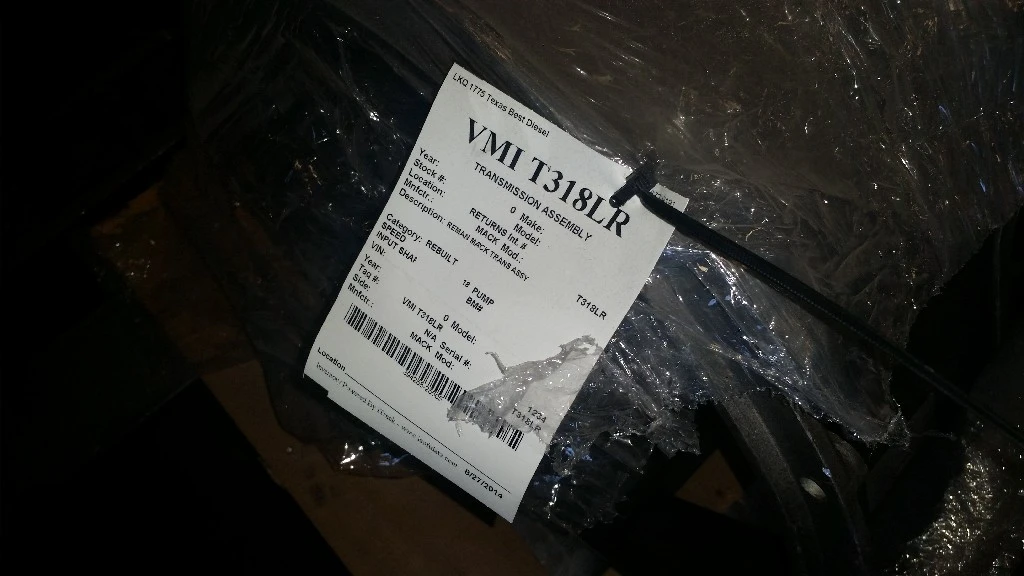 LKQ 1775 Texas Best Diesel
VMI T318LR
TRANSMISSION ASSEMBLY
Year: 0 Make:
Stock #: Model:
Location: RETURNS Int. #
Mnfctr.: MACK Mod.: T318LR
Description: REMAN MACK TRANS ASSY
Category: REBUILT
SPEED 18 PUMP
INPUT SHAF BM#
VIN:
Year: 0 Model:
Tag #: VMI T318LR
Side: N/A Serial #: 1234
Mnfctr.: MACK Mod: T318LR
Location
8/27/2014